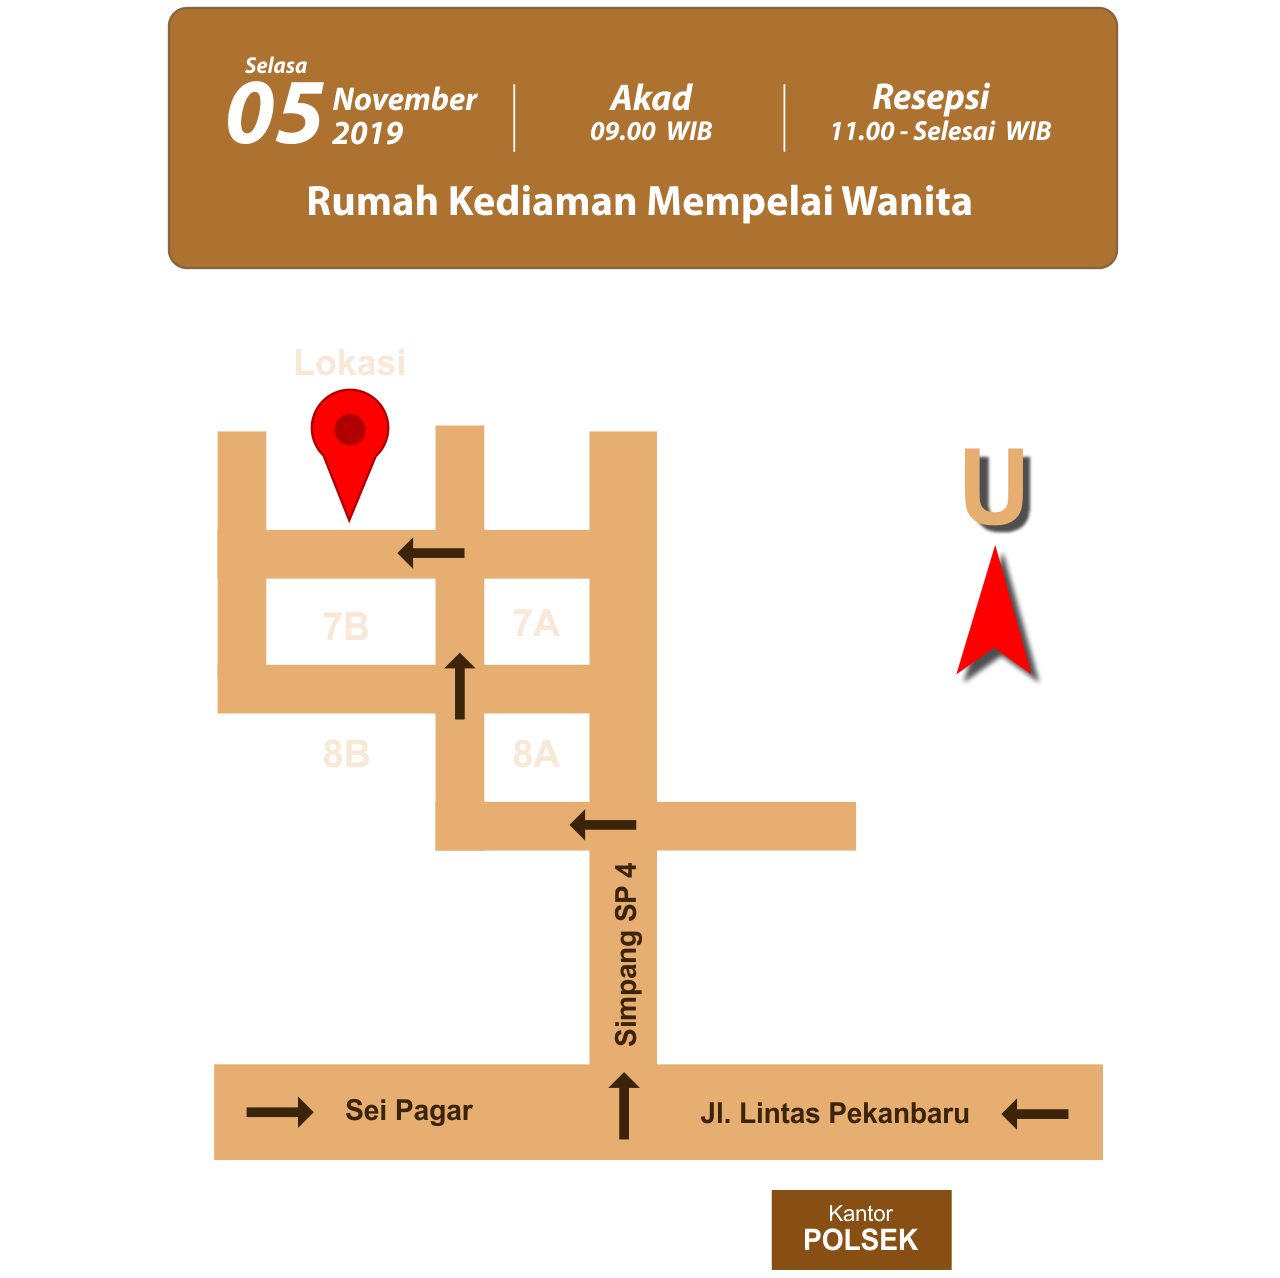 Selasa
05 November
2019
Akad
09.00 WIB
Resepsi
11.00 - Selesai WIB
Rumah Kediaman Mempelai Wanita
Lokasi
U
7B
7A
8B
8A
Simpang SP 4
Sei Pagar
Jl. Lintas Pekanbaru
Kantor
POLSEK